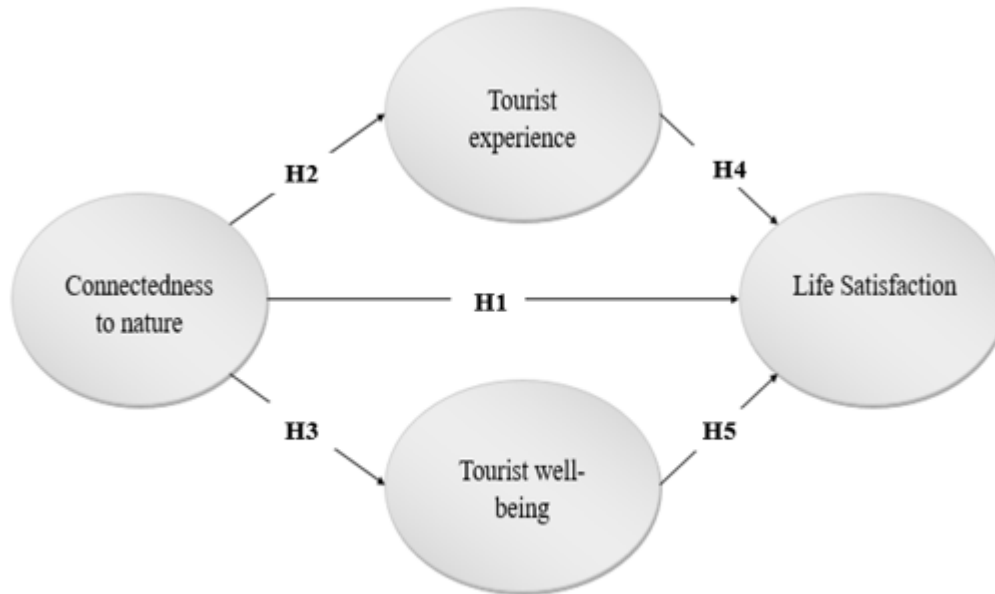 Tourist
experience
H2
H4
Connectedness
to nature
H1
Life Satisfaction
H3
H5
Tourist well-
being